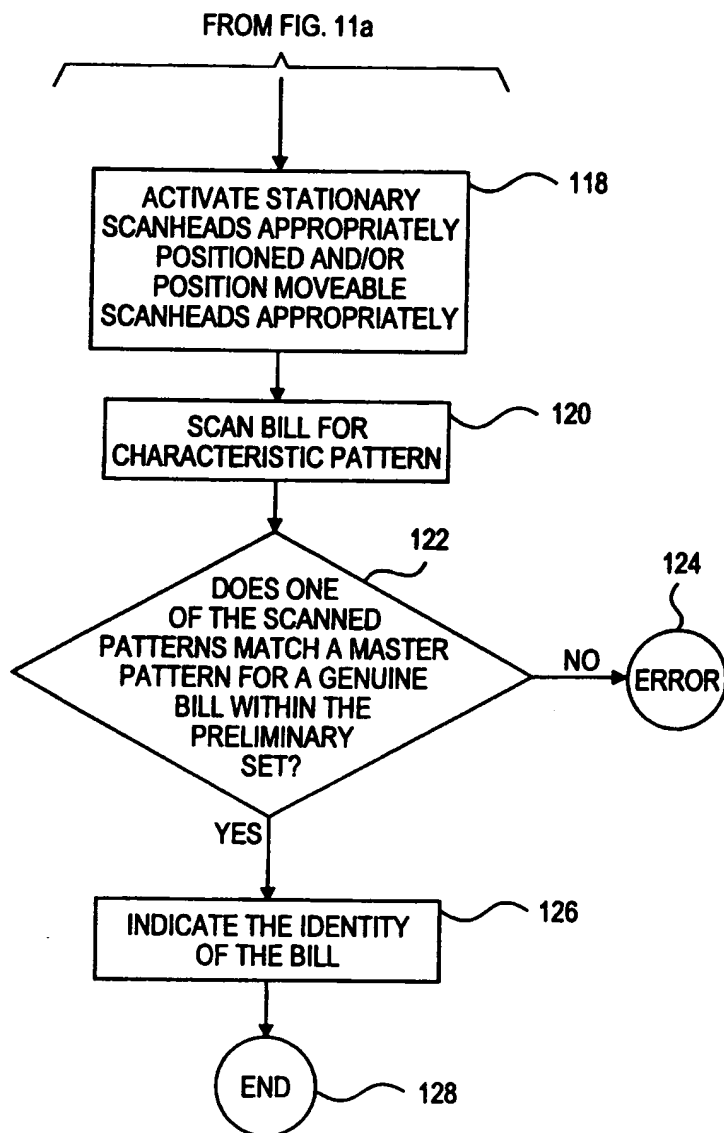 FROM FIG. 11a
ACTIVATE STATIONARY
SCANHEADS APPROPRIATELY
POSITIONED AND/OR
POSITION MOVEABLE
SCANHEADS APPROPRIATELY
118
SCAN BILL FOR
CHARACTERISTIC PATTERN
120
122
DOES ONE
OF THE SCANNED
PATTERNS MATCH A MASTER
PATTERN FOR A GENUINE
BILL WITHIN THE
PRELIMINARY
SET?
NO
124
ERROR
YES
INDICATE THE IDENTITY
OF THE BILL
126
END
128